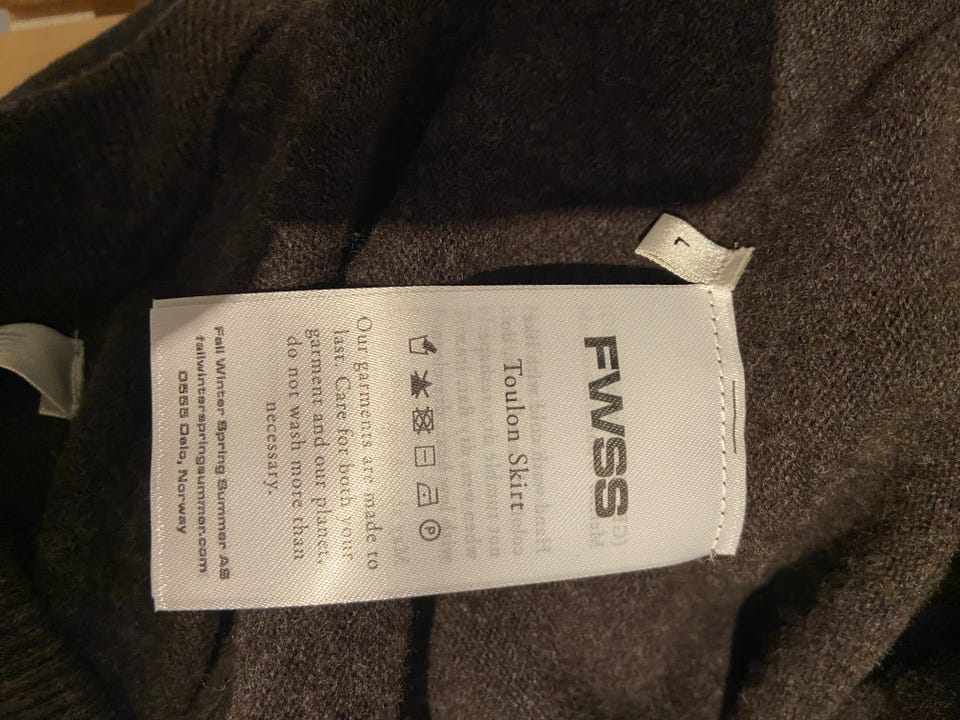 L
FWSS
Toulon Skirt
P
Our garments are made to
last. Care for both your
garment and our planet,
do not wash more than
necessary.
Fall Winter Spring Summer AS
fallwinterspringsummer.com
0555 Oslo, Norway